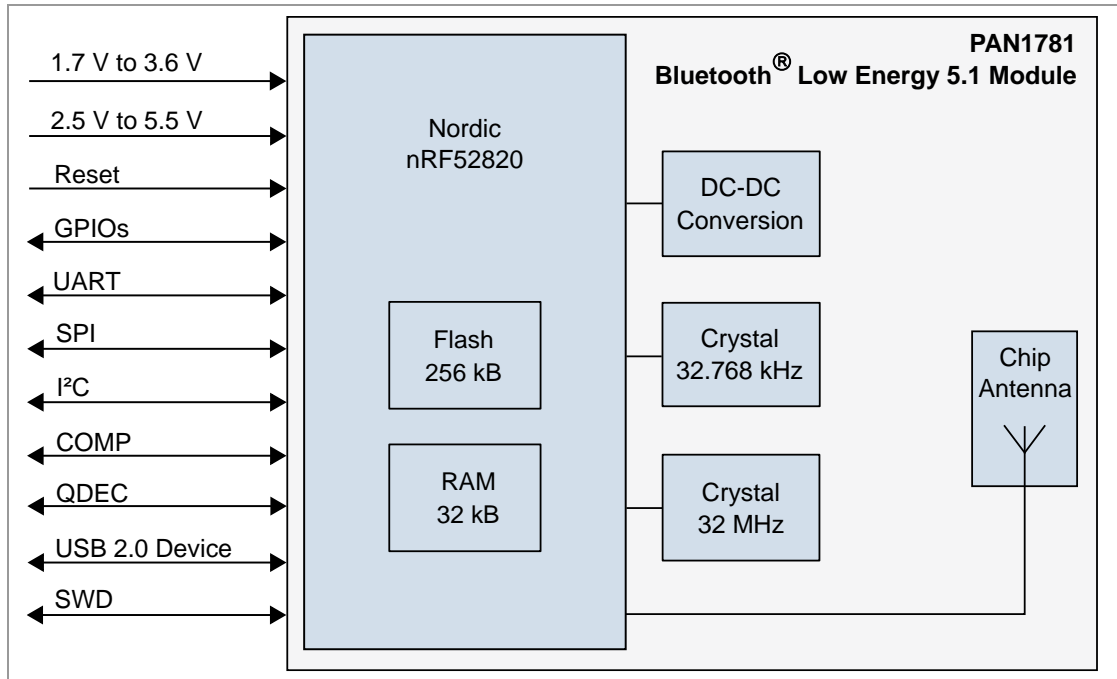 PAN1781
Bluetooth® Low Energy 5.1 Module
1.7 V to 3.6 V
2.5 V to 5.5 V
Reset
GPIOs
UART
SPI
I²C
COMP
QDEC
USB 2.0 Device
SWD
Nordic
nRF52820
Flash
256 kB
RAM
32 kB
DC-DC
Conversion
Crystal
32.768 kHz
Crystal
32 MHz
Chip
Antenna